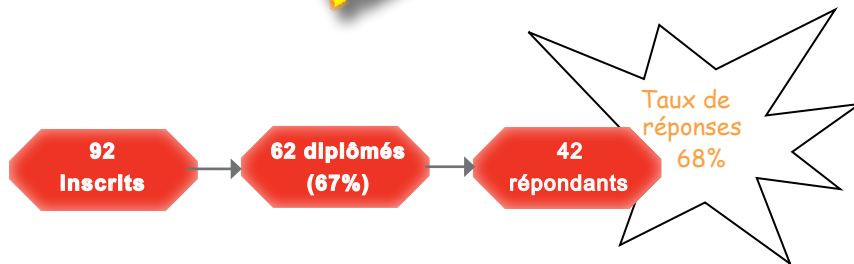 92
inscrits
62 diplômés
(67%)
42
répondants
Taux de
réponses
68%